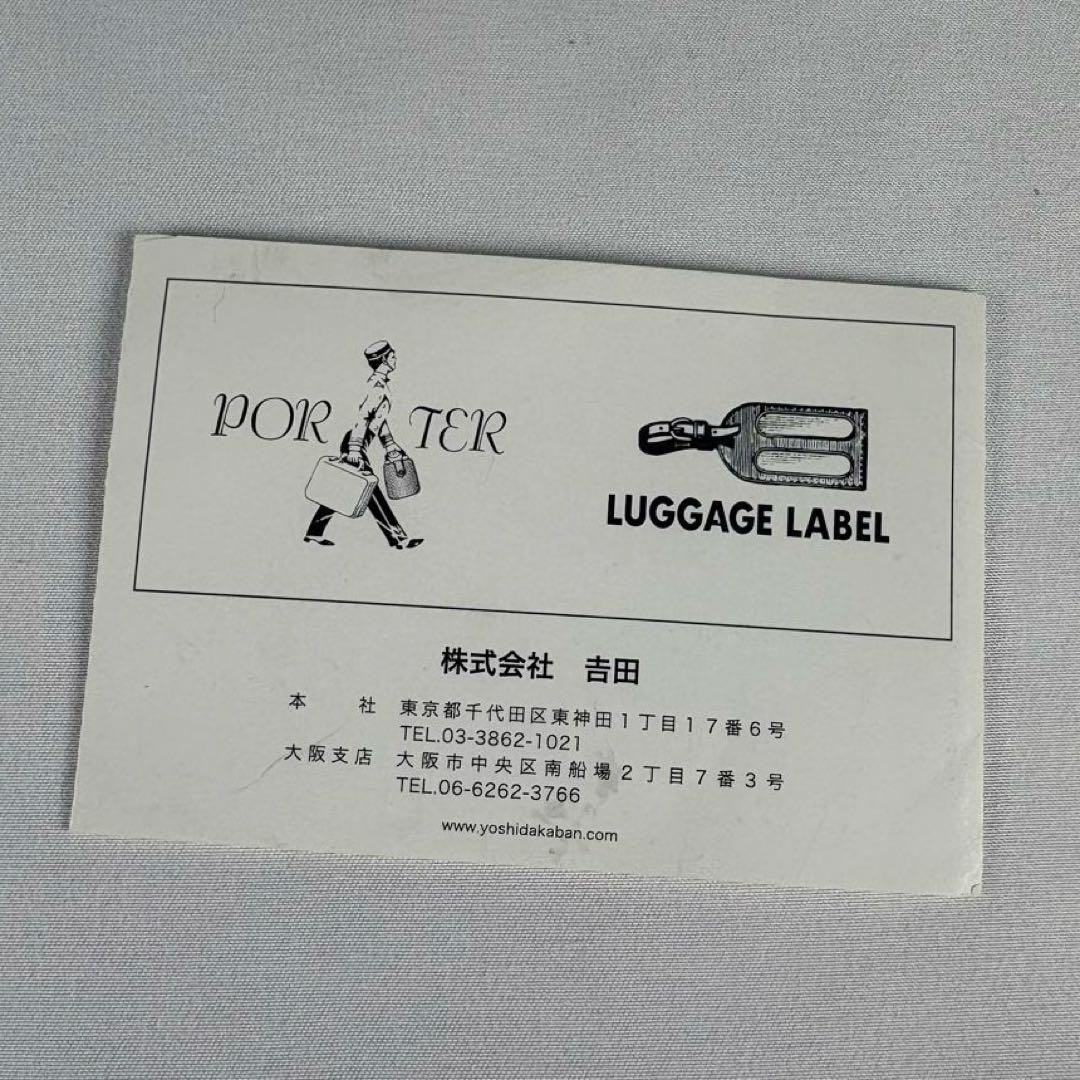 PORTER
LUGGAGE LABEL
株式会社 𠮷田
本 社 東京都千代田区東神田1丁目17番6号
TEL.03-3862-1021
大阪支店 大阪市中央区南船場2丁目7番3号
TEL.06-6262-3766
www.yoshidakaban.com